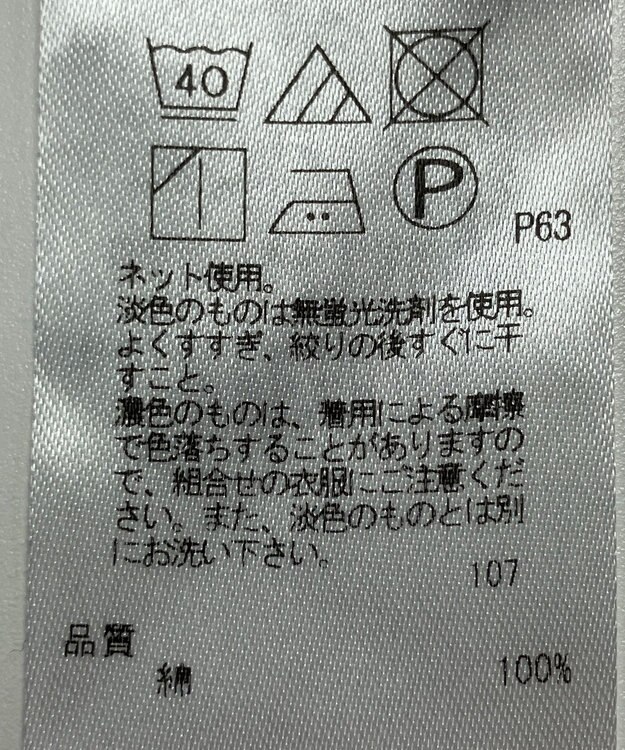 40
P
P63
ネット使用。
淡色のものは無蛍光洗剤を使用。
よくすすぎ、絞りの後すぐに干
すこと。
濃色のものは、着用による摩擦
で色落ちすることがありますの
で、組合せの衣服にご注意くだ
さい。また、淡色のものとは別
にお洗い下さい。
107
品質
綿 100%